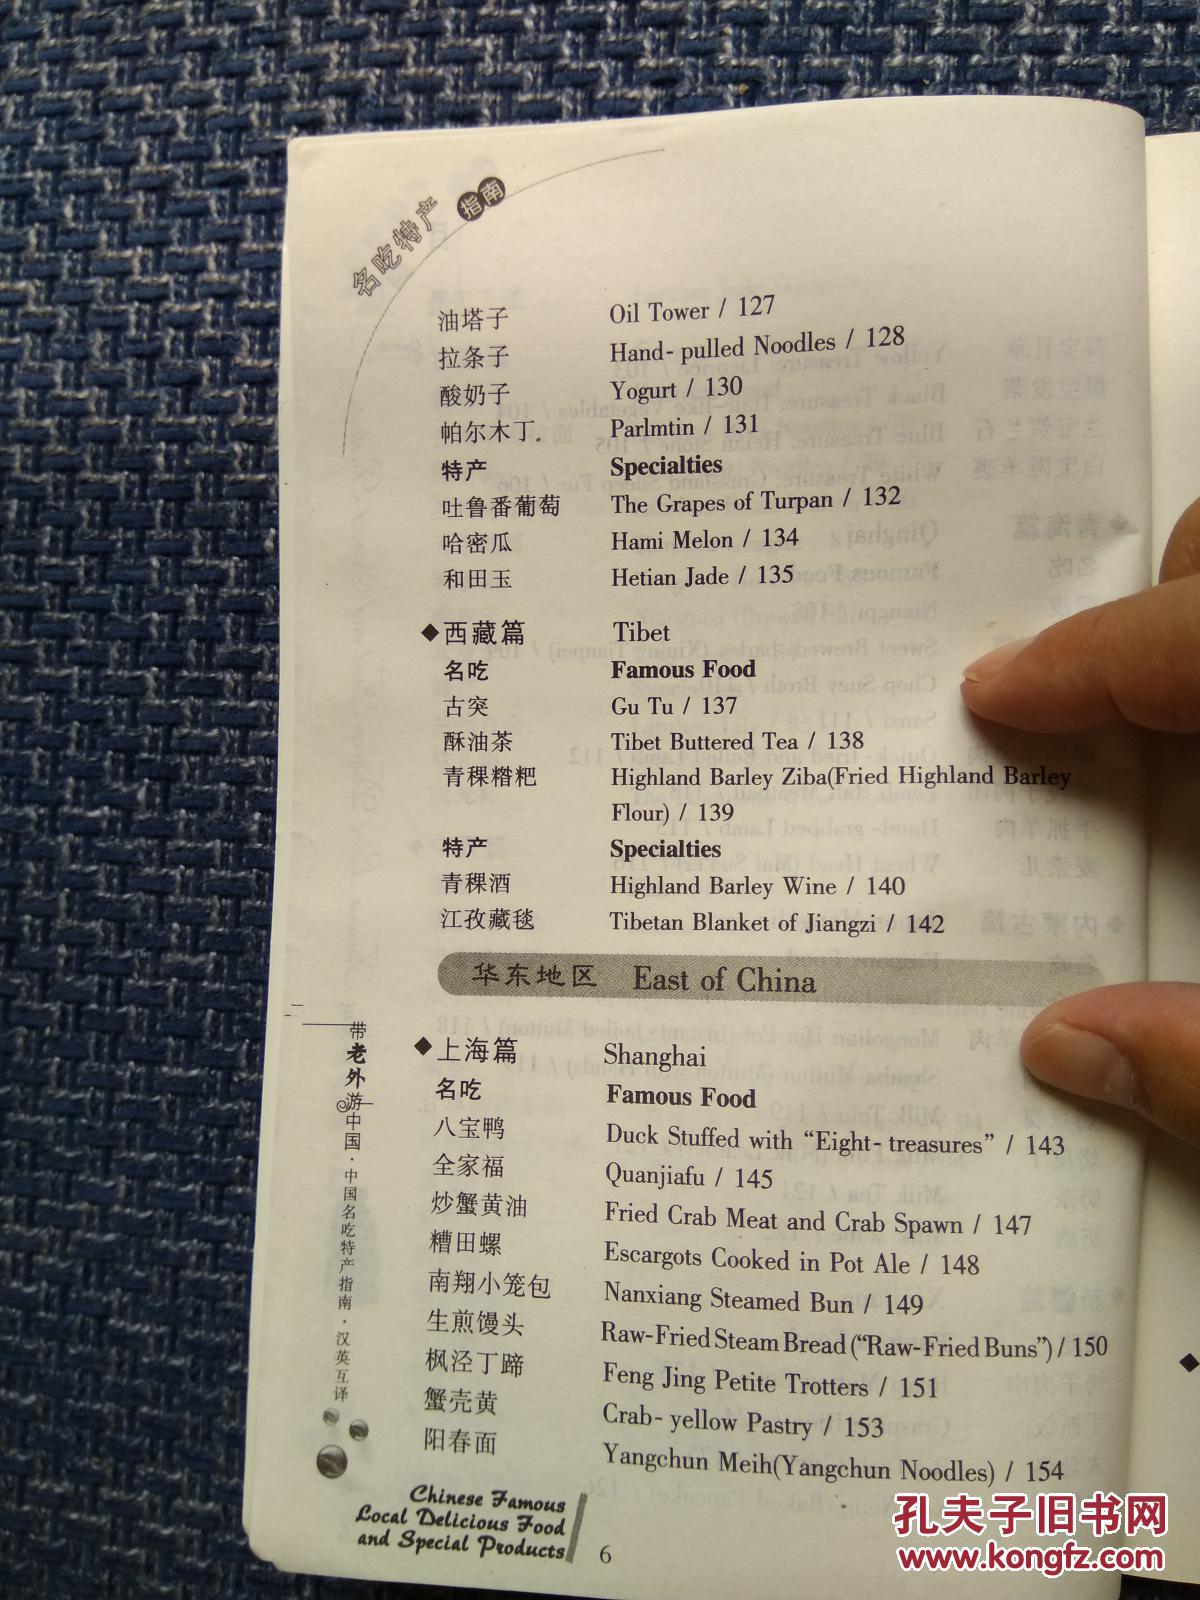 名吃特产 指南
油塔子 Oil Tower / 127
拉条子 Hand- pulled Noodles / 128
酸奶子 Yogurt / 130
帕尔木丁. Parlmtin / 131
特产 Specialties
吐鲁番葡萄 The Grapes of Turpan / 132
哈密瓜 Hami Melon / 134
和田玉 Hetian Jade / 135
◆西藏篇 Tibet
名吃 Famous Food
古突 Gu Tu / 137
酥油茶 Tibet Buttered Tea / 138
青稞糌粑 Highland Barley Ziba(Fried Highland Barley
Flour) / 139
特产 Specialties
青稞酒 Highland Barley Wine / 140
江孜藏毯 Tibetan Blanket of Jiangzi / 142
华东地区 East of China
◆上海篇 Shanghai
名吃 Famous Food
八宝鸭 Duck Stuffed with “Eight- treasures” / 143
全家福 Quanjiafu / 145
炒蟹黄油 Fried Crab Meat and Crab Spawn / 147
糟田螺 Escargots Cooked in Pot Ale / 148
南翔小笼包 Nanxiang Steamed Bun / 149
生煎馒头 Raw-Fried Steam Bread (“Raw-Fried Buns”) / 150
枫泾丁蹄 Feng Jing Petite Trotters / 151
蟹壳黄 Crab- yellow Pastry / 153
阳春面 Yangchun Meih(Yangchun Noodles) / 154
带老外游中国·中国名吃特产指南·汉英互译
Chinese Famous
Local Delicious Food
and Special Products
6
孔夫子旧书网
www.kongfz.com